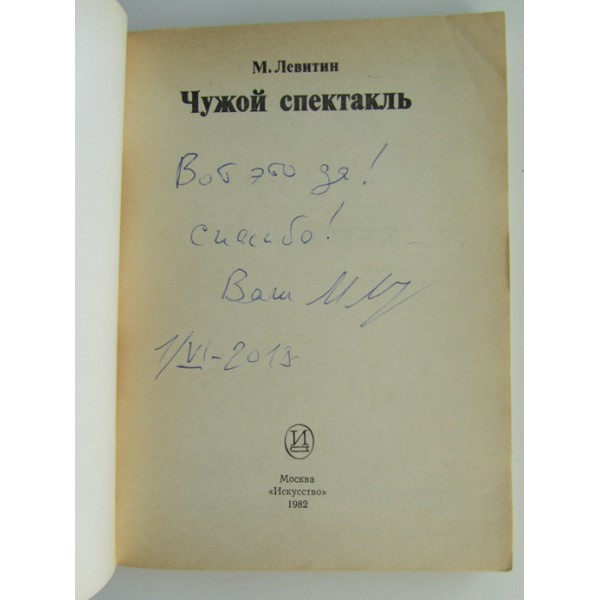 М. Левитин
Чужой спектакль
Вот это да!
спасибо!
Ваш
1/VI-2013
И
Москва
«Искусство»
1982